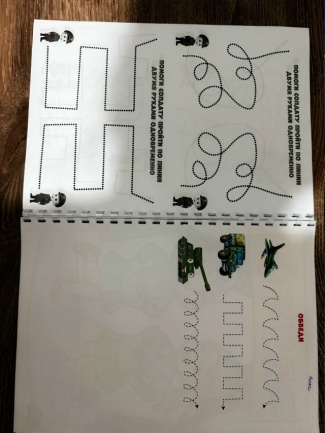 ПОМОГИ СОЛДАТУ ПРОЙТИ ПО ЛИНИИ
ДВУМЯ РУКАМИ ОДНОВРЕМЕННО
ПОМОГИ СОЛДАТУ ПРОЙТИ ПО ЛИНИИ
ДВУМЯ РУКАМИ ОДНОВРЕМЕННО
ОБВЕДИ